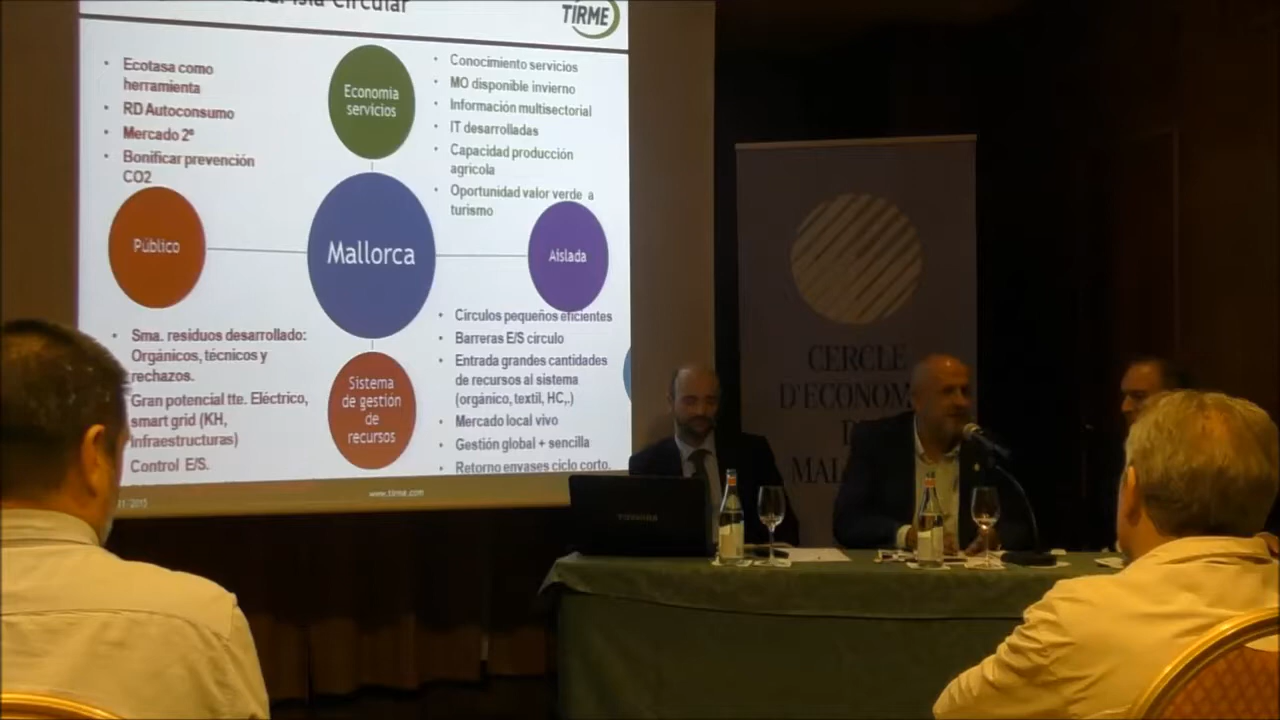 Isla Circular
TIRME
Ecotasa como
herramienta
RD Autoconsumo
Mercado 2º
Bonificar prevención
CO2
Economía
servicios
Conocimiento servicios
MO disponible invierno
Información multisectorial
IT desarrolladas
Capacidad producción
agrícola
Oportunidad valor verde a
turismo
Público
Mallorca
Aislada
Sma. residuos desarrollado:
Orgánicos, técnicos y
rechazos.
Gran potencial tte. Eléctrico,
smart grid (KH,
Infraestructuras)
Control E/S.
Sistema
de gestión
de
recursos
Círculos pequeños eficientes
Barreras E/S circulo
Entrada grandes cantidades
de recursos al sistema
(orgánico, textil, HC,.)
Mercado local vivo
Gestión global + sencilla
Retorno envases ciclo corto.
www.tirme.com
CERCLE
D'ECONOM
MAL
TOSHIBA